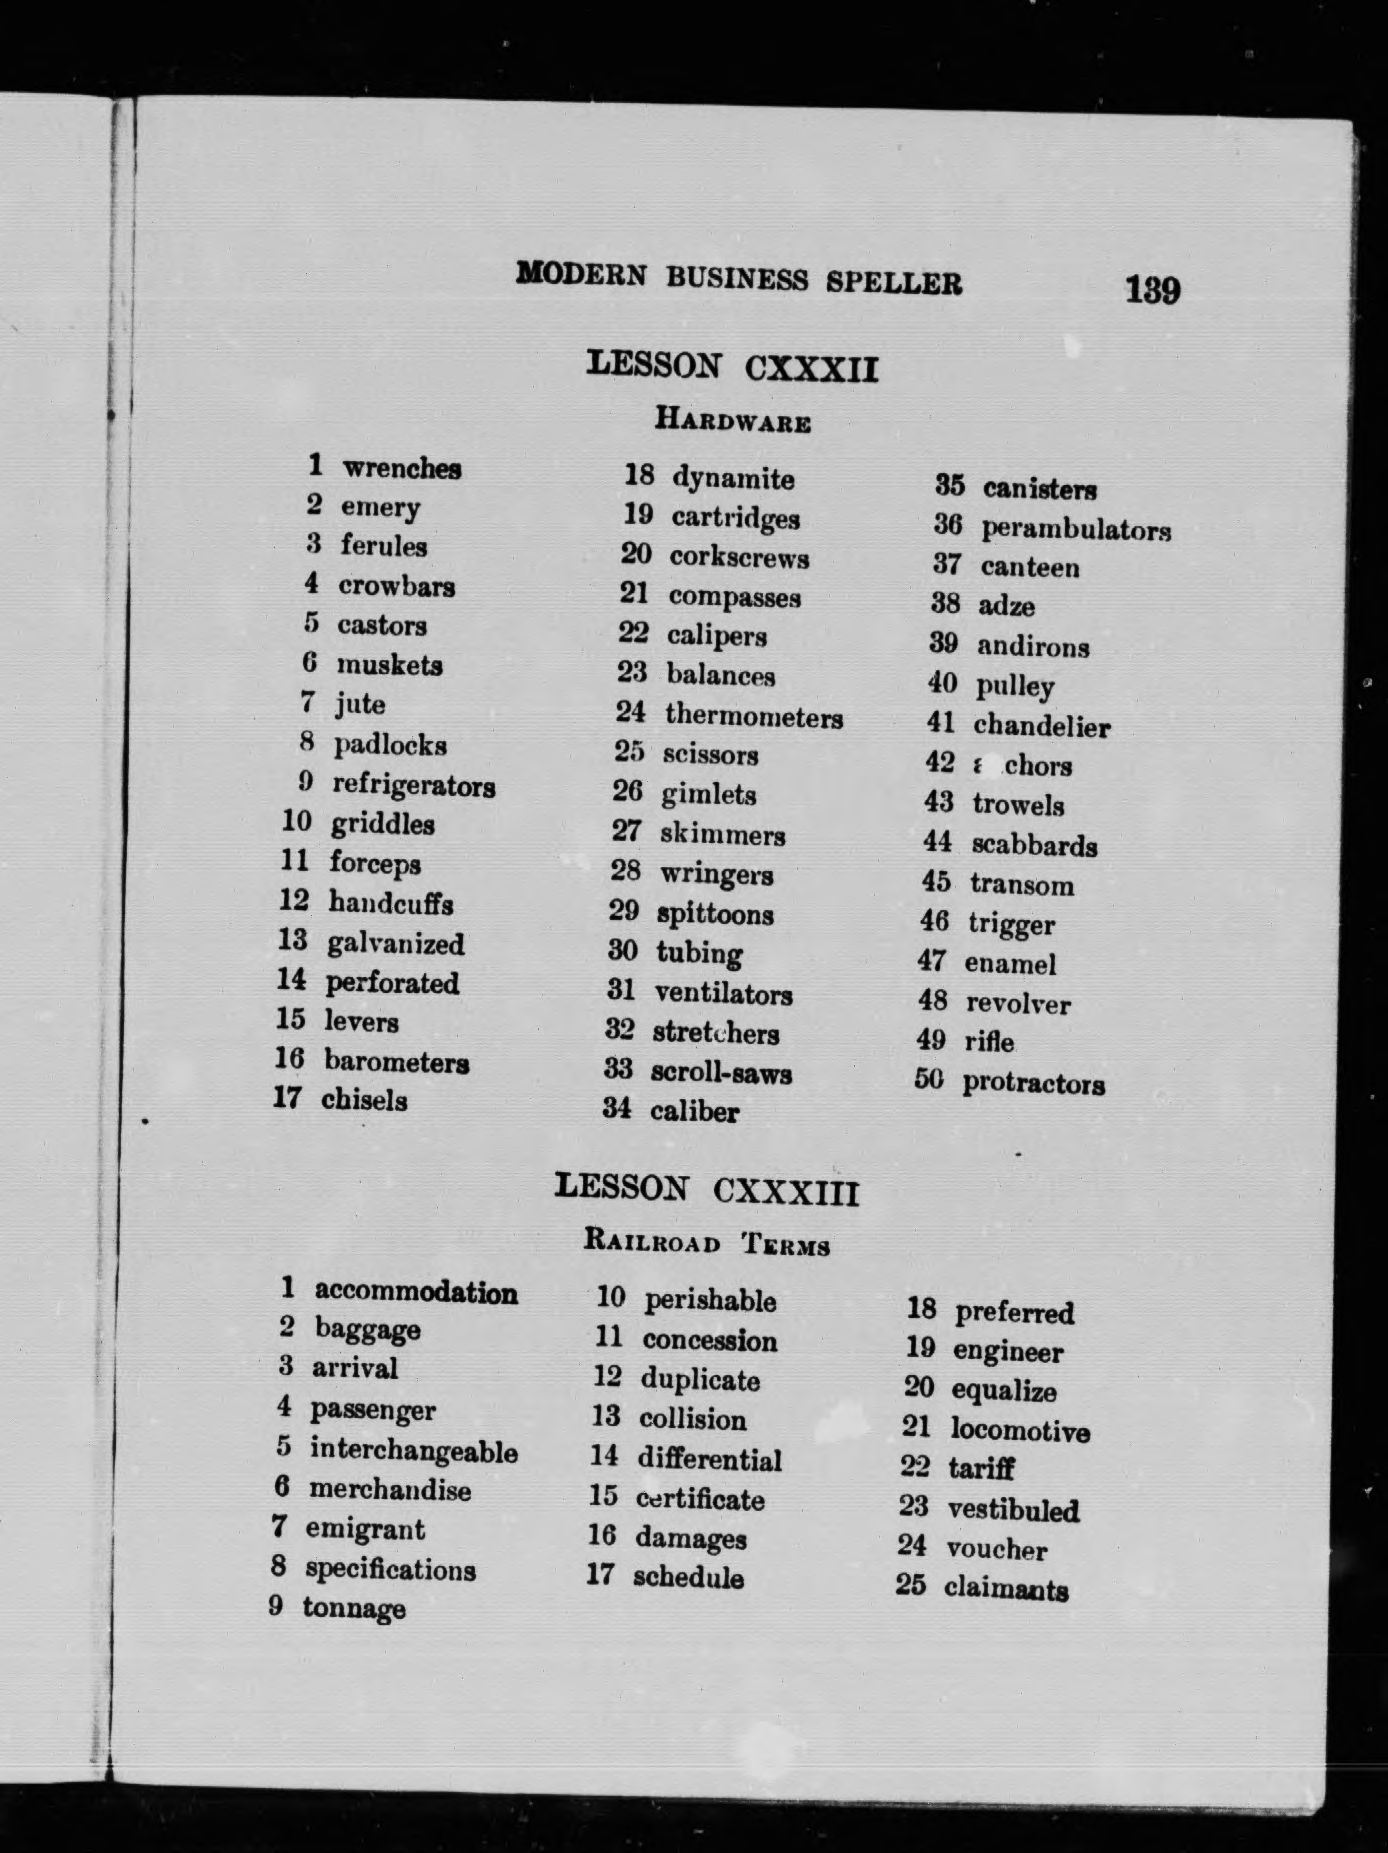 MODERN BUSINESS SPELLER 139
LESSON CXXXII
HARDWARE
1 wrenches
2 emery
3 ferules
4 crowbars
5 castors
6 muskets
7 jute
8 padlocks
9 refrigerators
10 griddles
11 forceps
12 handcuffs
13 galvanized
14 perforated
15 levers
16 barometers
17 chisels
18 dynamite
19 cartridges
20 corkscrews
21 compasses
22 calipers
23 balances
24 thermometers
25 scissors
26 gimlets
27 skimmers
28 wringers
29 spittoons
30 tubing
31 ventilators
32 stretchers
33 scroll-saws
34 caliber
35 canisters
36 perambulators
37 canteen
38 adze
39 andirons
40 pulley
41 chandelier
42
43 trowels
44 scabbards
45 transom
46 trigger
47 enamel
48 revolver
49 rifle
50 protractors
LESSON CXXXIII
RAILROAD TERMS
1 accommodation
2 baggage
3 arrival
4 passenger
5 interchangeable
6 merchandise
7 emigrant
8 specifications
9 tonnage
10 perishable
11 concession
12 duplicate
13 collision
14 differential
15 certificate
16 damages
17 schedule
18 preferred
19 engineer
20 equalize
21 locomotive
22 tariff
23 vestibuled
24 voucher
25 claimants